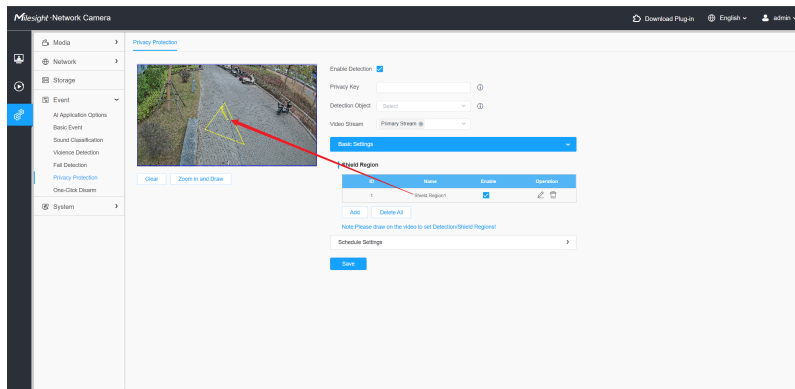 Milesight-Network Camera
Download Plug-in
English
admin
Media
Network
Storage
Event
AI Application Options
Basic Event
Sound Classification
Violence Detection
Fall Detection
Privacy Protection
One-Click Disarm
System
Privacy Protection
Clear
Zoom In and Draw
Enable Detection
Privacy Key
Detection Object Select
Video Stream Primary Stream
Basic Settings
Shield Region
ID Name Enable Operation
1 Shield Region1
Add Delete All
Note:Please draw on the video to set Detection/Shield Regions!
Schedule Settings
Save